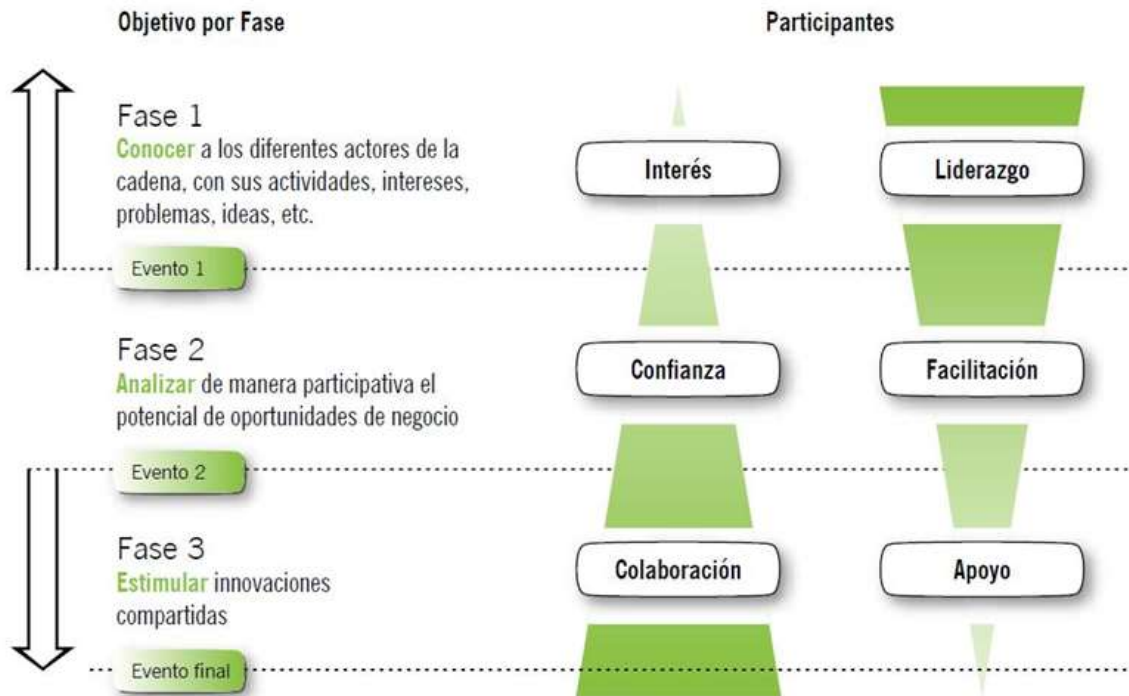 Objetivo por Fase
Participantes
Fase 1
Conocer a los diferentes actores de la
cadena, con sus actividades, intereses,
problemas, ideas, etc.
Interés
Liderazgo
Evento 1
Fase 2
Analizar de manera participativa el
potencial de oportunidades de negocio
Confianza
Facilitación
Evento 2
Fase 3
Estimular innovaciones
compartidas
Colaboración
Apoyo
Evento final